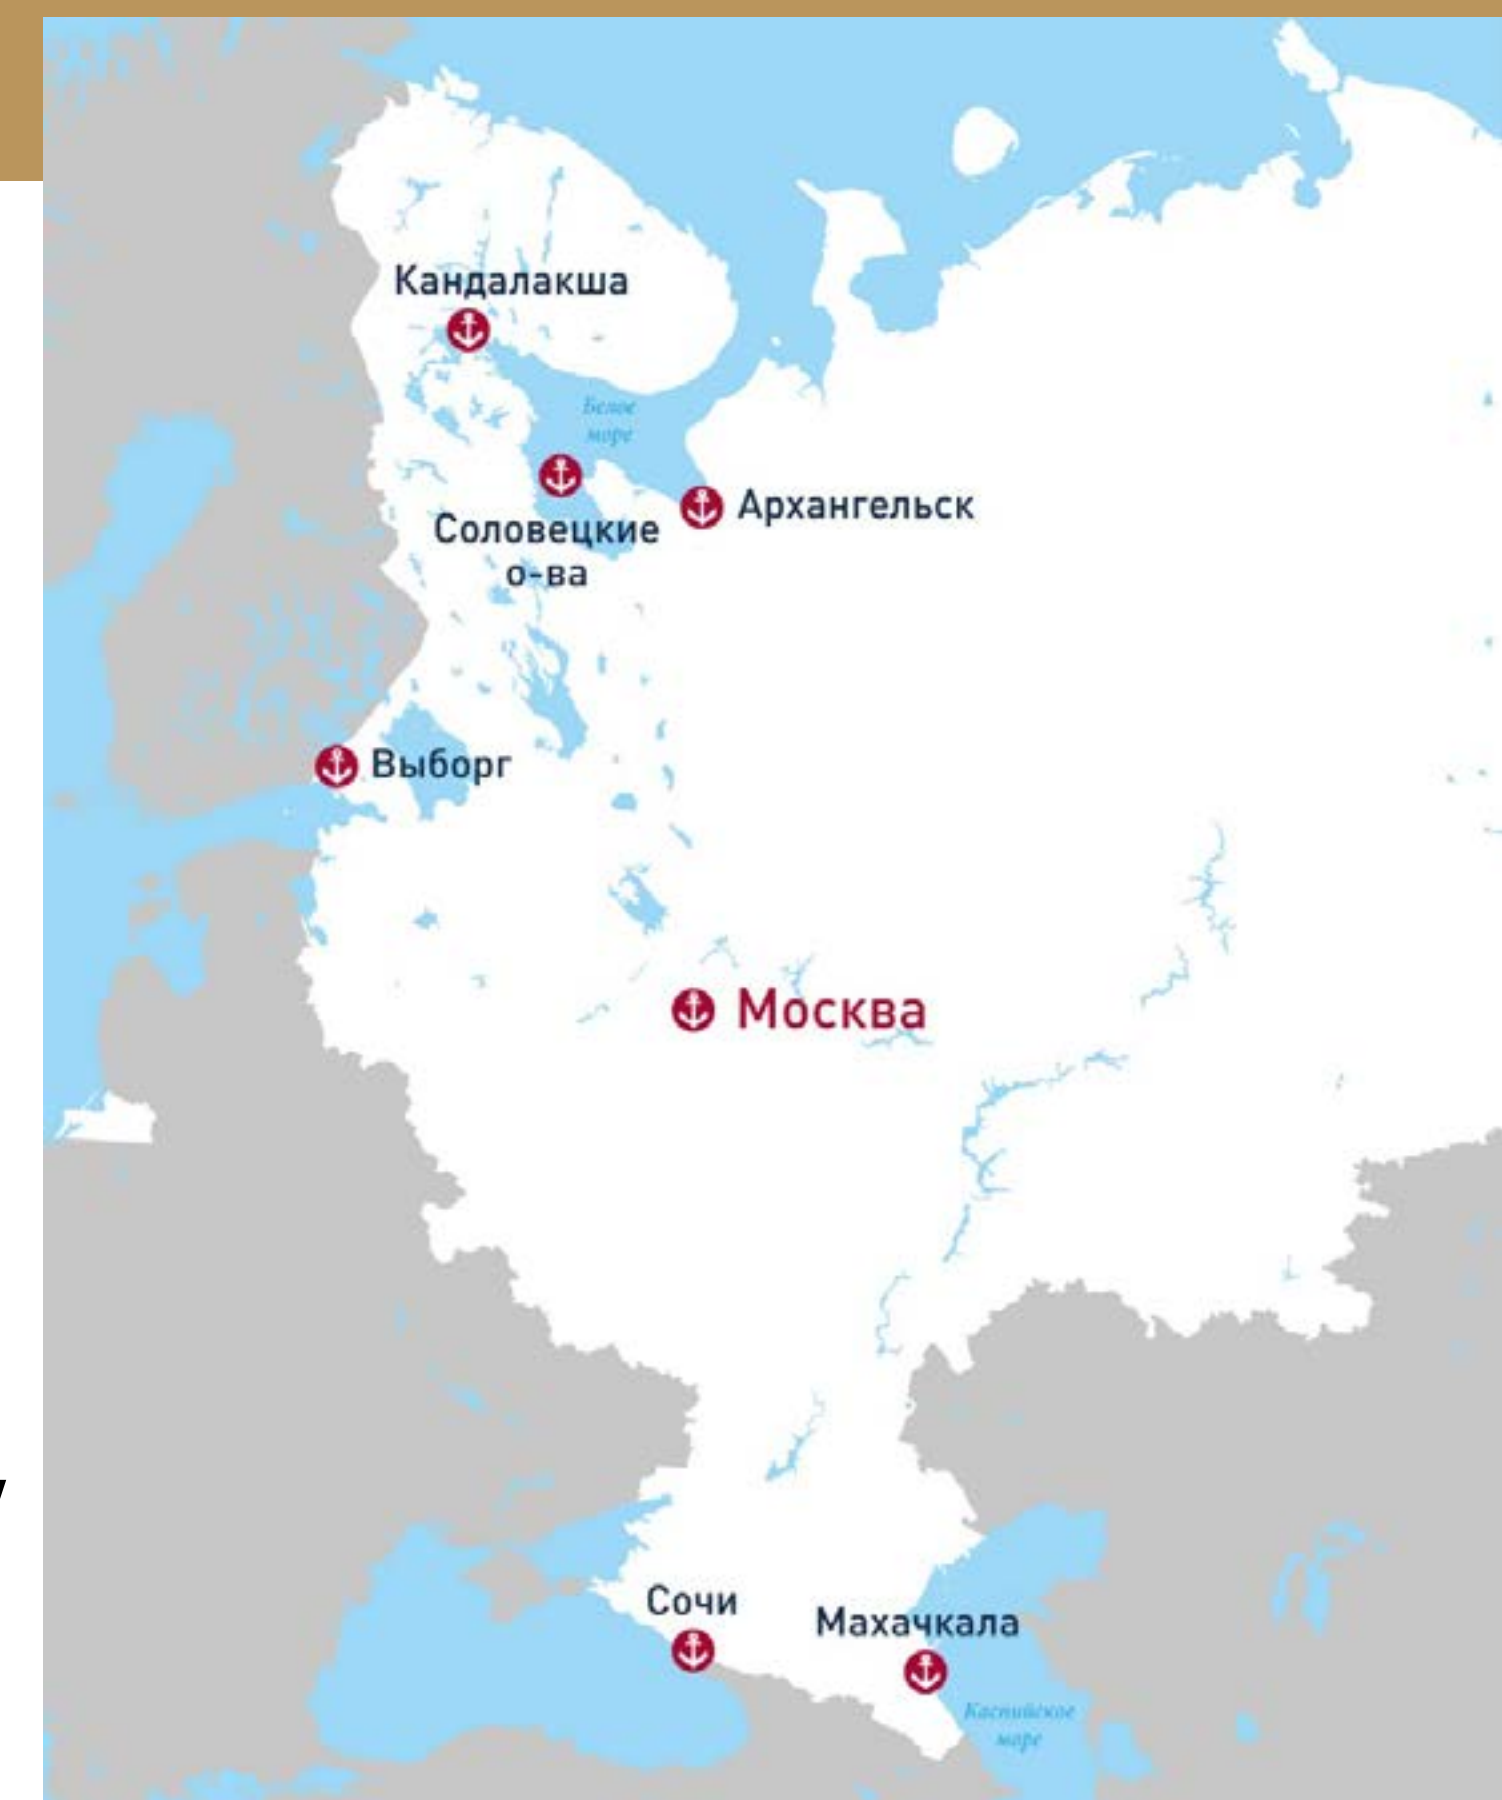 Кандалакша
Белое
море
Соловецкие
о-ва
Архангельск
Выборг
Москва
Сочи
Махачкала
Каспийское
море